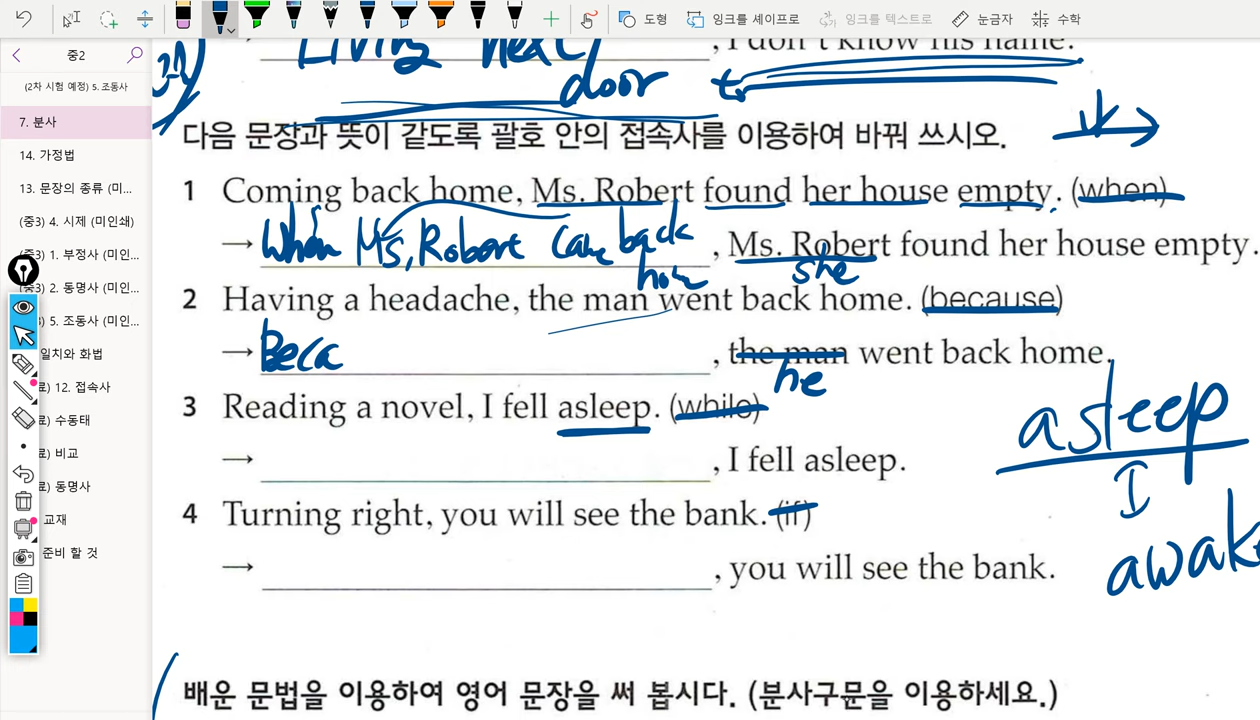 도형
잉크를 셰이프로
잉크를 텍스트로
눈금자
수학
중2
(2차 시험 예정) 5. 조동사
7. 분사
14. 가정법
13. 문장의 종류 (미...
(중3) 4. 시제 (미인쇄)
1. 부정사 (미인...
) 2. 동명사 (미인...
) 5. 조동사 (미인...
일치와 화법
) 12. 접속사
) 수동태
) 비교
) 동명사
교재
준비 할 것
Living next door, I don't know his name.
다음 문장과 뜻이 같도록 괄호 안의 접속사를 이용하여 바꿔 쓰시오.
1 Coming back home, Ms. Robert found her house empty. (when)
→ When Ms, Robert came back hom, Ms. Robert found her house empty.
she
2 Having a headache, the man went back home. (because)
→ Beca , the man went back home.
he
3 Reading a novel, I fell asleep. (while)
→ , I fell asleep.
asleep
4 Turning right, you will see the bank. (if)
→ , you will see the bank.
배운 문법을 이용하여 영어 문장을 써 봅시다. (분사구문을 이용하세요.)